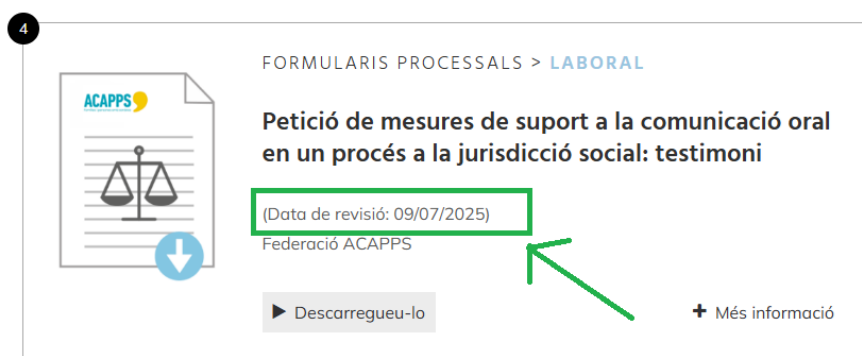 4
FORMULARIS PROCESSALS > LABORAL
ACAPPS
Petició de mesures de suport a la comunicació oral
en un procés a la jurisdicció social: testimoni
(Data de revisió: 09/07/2025)
Federació ACAPPS
Descarregueu-lo
+ Més informació